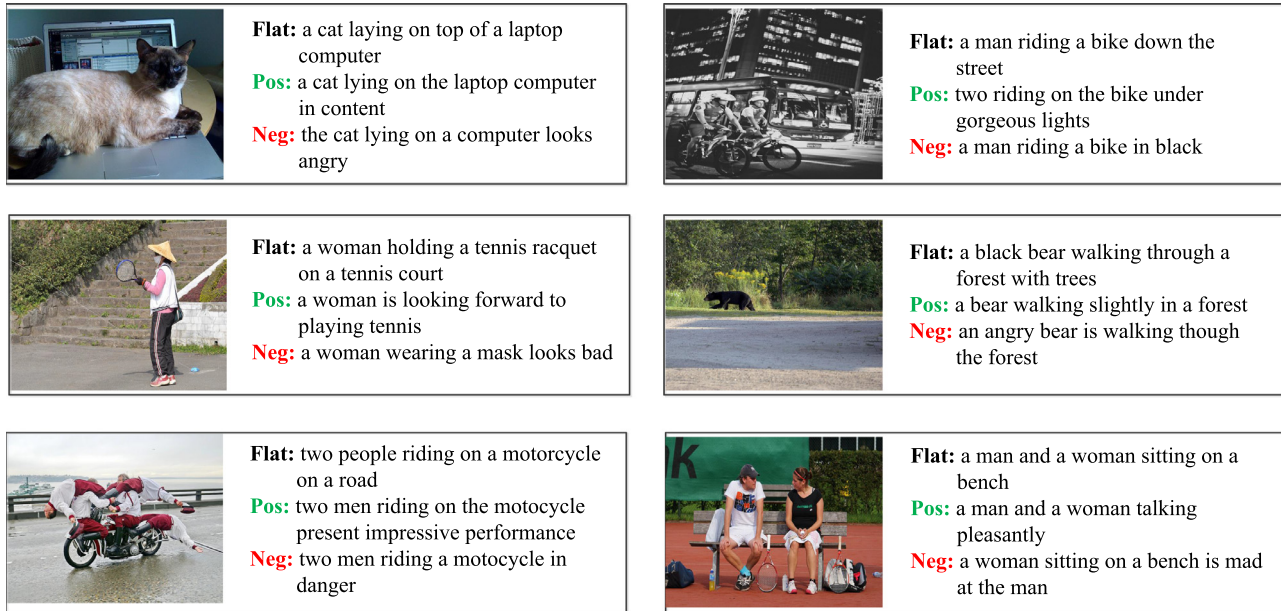 Flat: a cat laying on top of a laptop
computer
Pos: a cat lying on the laptop computer
in content
Neg: the cat lying on a computer looks
angry
Flat: a man riding a bike down the
street
Pos: two riding on the bike under
gorgeous lights
Neg: a man riding a bike in black
Flat: a woman holding a tennis racquet
on a tennis court
Pos: a woman is looking forward to
playing tennis
Neg: a woman wearing a mask looks bad
Flat: a black bear walking through a
forest with trees
Pos: a bear walking slightly in a forest
Neg: an angry bear is walking though
the forest
Flat: two people riding on a motorcycle
on a road
Pos: two men riding on the motocycle
present impressive performance
Neg: two men riding a motocycle in
danger
Flat: a man and a woman sitting on a
bench
Pos: a man and a woman talking
pleasantly
Neg: a woman sitting on a bench is mad
at the man